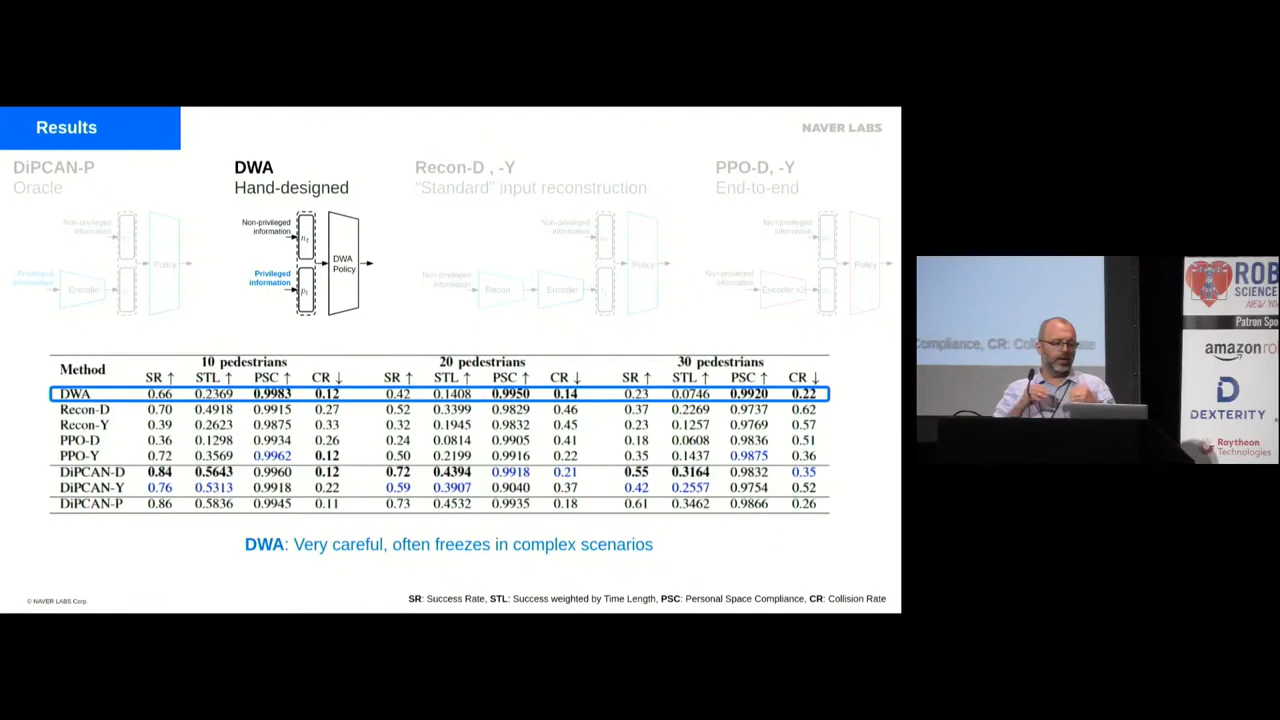 Results
NAVER LABS
DiPCAN-P
Oracle
DWA
Hand-designed
Recon-D , -Y
"Standard" input reconstruction
PPO-D, -Y
End-to-end
Non-privileged information
Privileged information
Encoder
Policy
Non-privileged information
Privileged information
DWA Policy
Non-privileged information
Non-privileged information
Recon
Encoder
Policy
Non-privileged information
Non-privileged information
Encoder v2
Policy
Method 10 pedestrians 20 pedestrians 30 pedestrians
SR ↑ STL ↑ PSC ↑ CR ↓ SR ↑ STL ↑ PSC ↑ CR ↓ SR ↑ STL ↑ PSC ↑ CR ↓
DWA 0.66 0.2369 0.9983 0.12 0.42 0.1408 0.9950 0.14 0.23 0.0746 0.9920 0.22
Recon-D 0.70 0.4918 0.9915 0.27 0.52 0.3399 0.9829 0.46 0.37 0.2269 0.9737 0.62
Recon-Y 0.39 0.2623 0.9875 0.33 0.32 0.1945 0.9832 0.45 0.23 0.1257 0.9769 0.57
PPO-D 0.36 0.1298 0.9934 0.26 0.24 0.0814 0.9905 0.41 0.18 0.0608 0.9836 0.51
PPO-Y 0.72 0.3569 0.9962 0.12 0.50 0.2199 0.9916 0.22 0.35 0.1437 0.9875 0.36
DiPCAN-D 0.84 0.5643 0.9960 0.12 0.72 0.4394 0.9918 0.21 0.55 0.3164 0.9832 0.35
DiPCAN-Y 0.76 0.5313 0.9918 0.22 0.59 0.3907 0.9040 0.37 0.42 0.2557 0.9754 0.52
DiPCAN-P 0.86 0.5836 0.9945 0.11 0.73 0.4532 0.9935 0.18 0.61 0.3462 0.9866 0.26
DWA: Very careful, often freezes in complex scenarios
SR: Success Rate, STL: Success weighted by Time Length, PSC: Personal Space Compliance, CR: Collision Rate
© NAVER LABS Corp.
ROB
SCIENCE
NEW YO
Patron Spo
amazon ro
DEXTERITY
Raytheon
Technologies